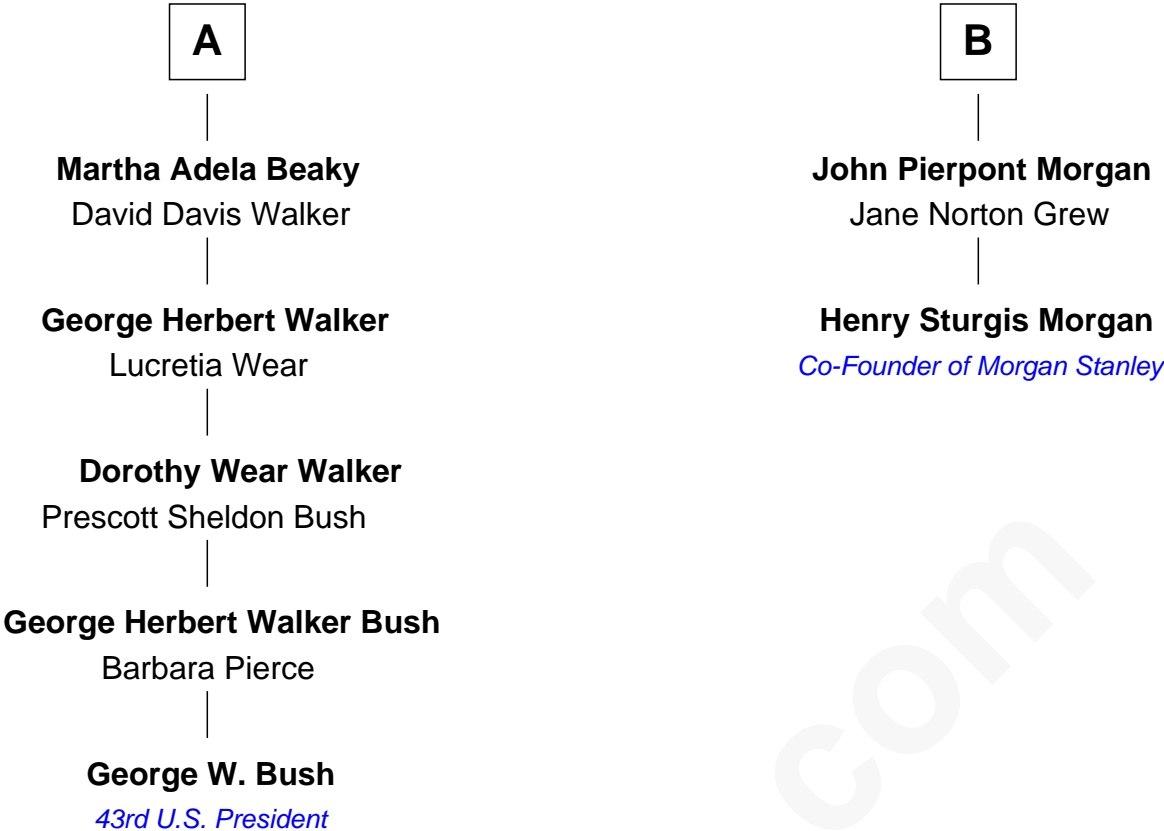 A
Martha Adela Beaky
David Davis Walker
George Herbert Walker
Lucretia Wear
Dorothy Wear Walker
Prescott Sheldon Bush
George Herbert Walker Bush
Barbara Pierce
George W. Bush
43rd U.S. President
B
John Pierpont Morgan
Jane Norton Grew
Henry Sturgis Morgan
Co-Founder of Morgan Stanley
com